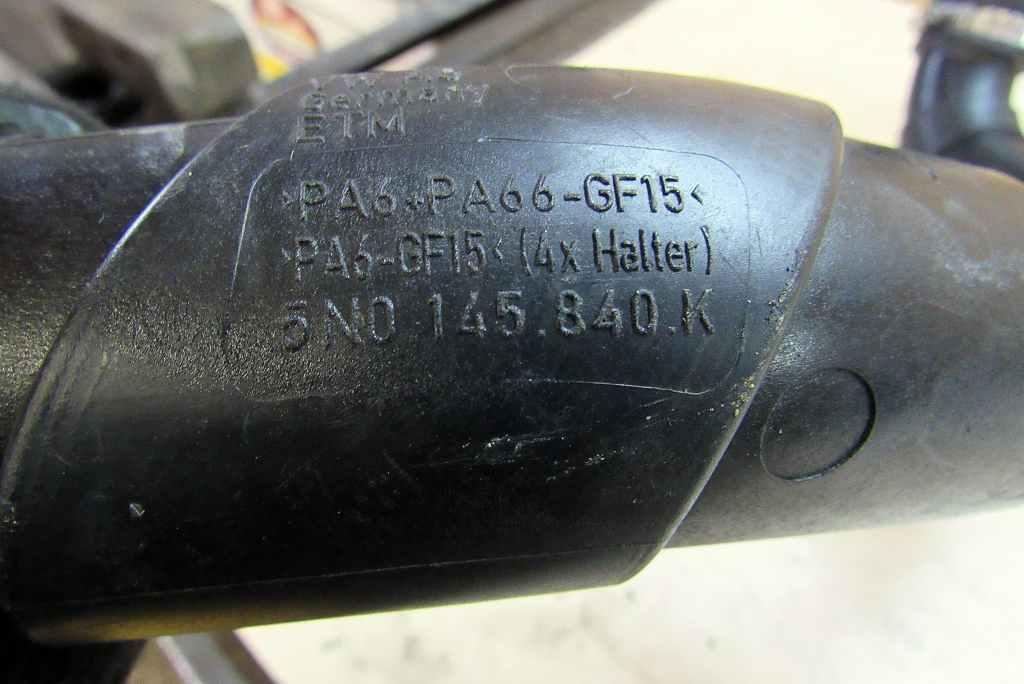 Germany
ETM
>PA6+PA66-GF15<
>PA6-GF15< (4x Halter)
5N0 145.840.K